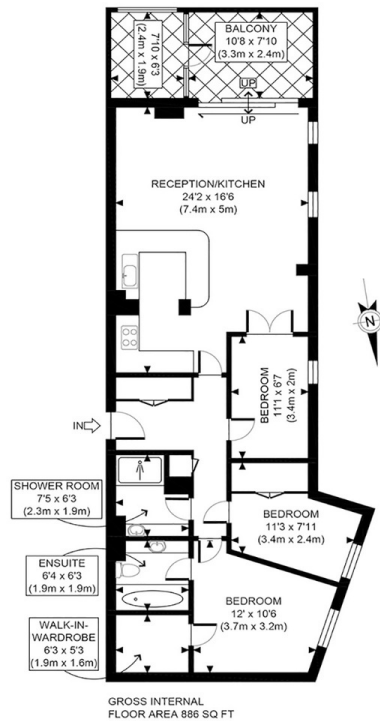 7'10 x 6'3
(2.4m x 1.9m)
BALCONY
10'8 x 7'10
(3.3m x 2.4m)
UP
UP
RECEPTION/KITCHEN
24'2 x 16'6
(7.4m x 5m)
N
BEDROOM
11'1 x 6'7
(3.4m x 2m)
IN
SHOWER ROOM
7'5 x 6'3
(2.3m x 1.9m)
BEDROOM
11'3 x 7'11
(3.4m x 2.4m)
ENSUITE
6'4 x 6'3
(1.9m x 1.9m)
BEDROOM
12' x 10'6
(3.7m x 3.2m)
WALK-IN-
WARDROBE
6'3 x 5'3
(1.9m x 1.6m)
GROSS INTERNAL
FLOOR AREA 886 SQ FT